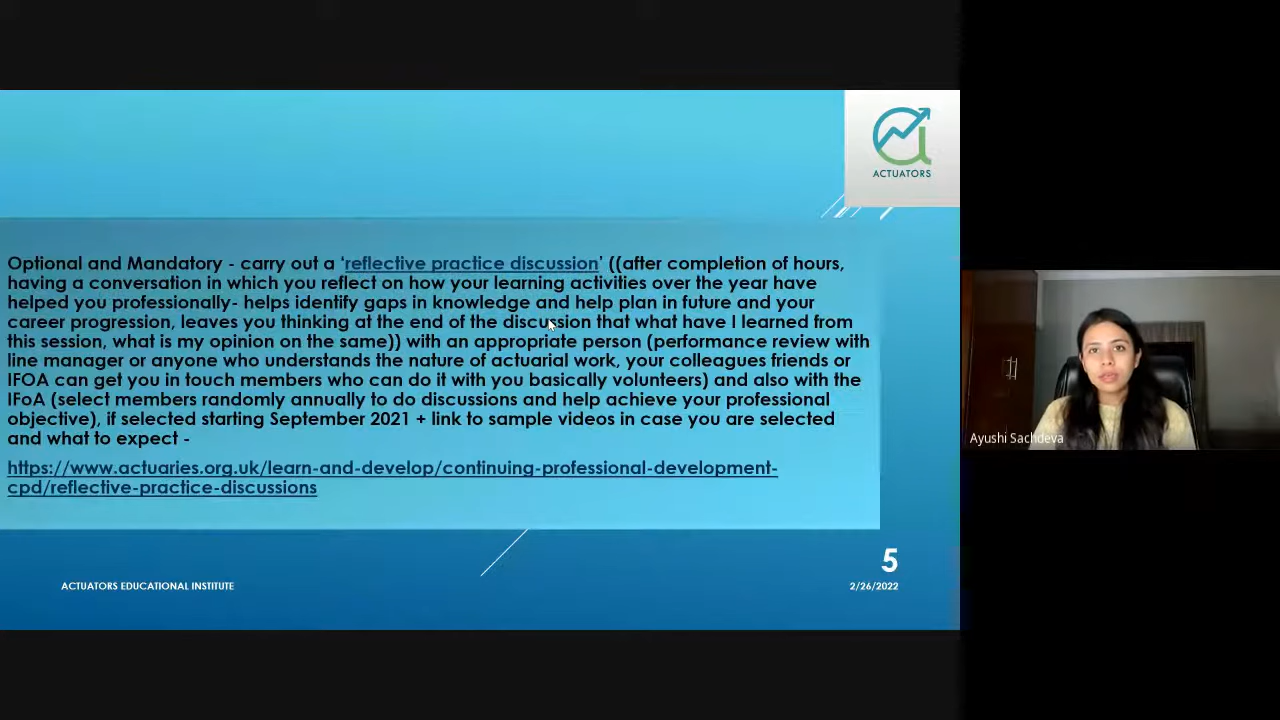 ACTUATORS
Optional and Mandatory - carry out a 'reflective practice discussion' ((after completion of hours,
having a conversation in which you reflect on how your learning activities over the year have
helped you professionally- helps identify gaps in knowledge and help plan in future and your
career progression, leaves you thinking at the end of the discussion that what have I learned from
this session, what is my opinion on the same)) with an appropriate person (performance review with
line manager or anyone who understands the nature of actuarial work, your colleagues friends or
IFOA can get you in touch members who can do it with you basically volunteers) and also with the
IFoA (select members randomly annually to do discussions and help achieve your professional
objective), if selected starting September 2021 + link to sample videos in case you are selected
and what to expect -
https://www.actuaries.org.uk/learn-and-develop/continuing-professional-development-
cpd/reflective-practice-discussions
5
ACTUATORS EDUCATIONAL INSTITUTE
2/26/2022
Ayushi Sachdeva